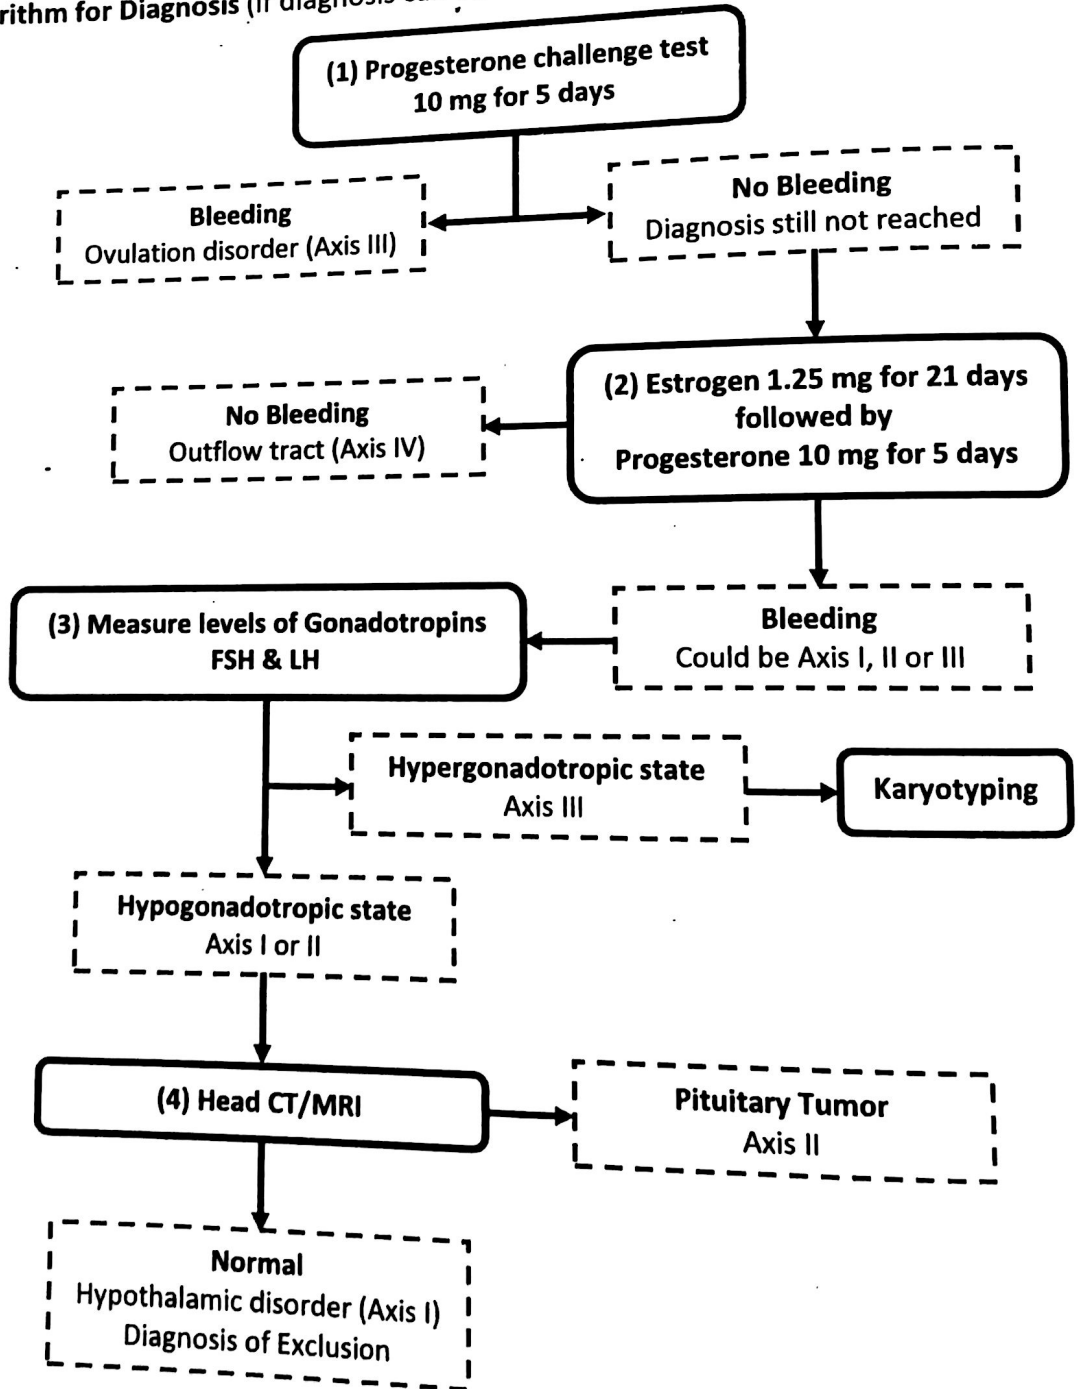 rithm for Diagnosis (If diagnosis
(1) Progesterone challenge test
10 mg for 5 days
Bleeding
Ovulation disorder (Axis III)
No Bleeding
Diagnosis still not reached
(2) Estrogen 1.25 mg for 21 days
followed by
Progesterone 10 mg for 5 days
No Bleeding
Outflow tract (Axis IV)
Bleeding
Could be Axis I, II or III
(3) Measure levels of Gonadotropins
FSH & LH
Hypergonadotropic state
Axis III
Karyotyping
Hypogonadotropic state
Axis I or II
(4) Head CT/MRI
Pituitary Tumor
Axis II
Normal
Hypothalamic disorder (Axis I)
Diagnosis of Exclusion